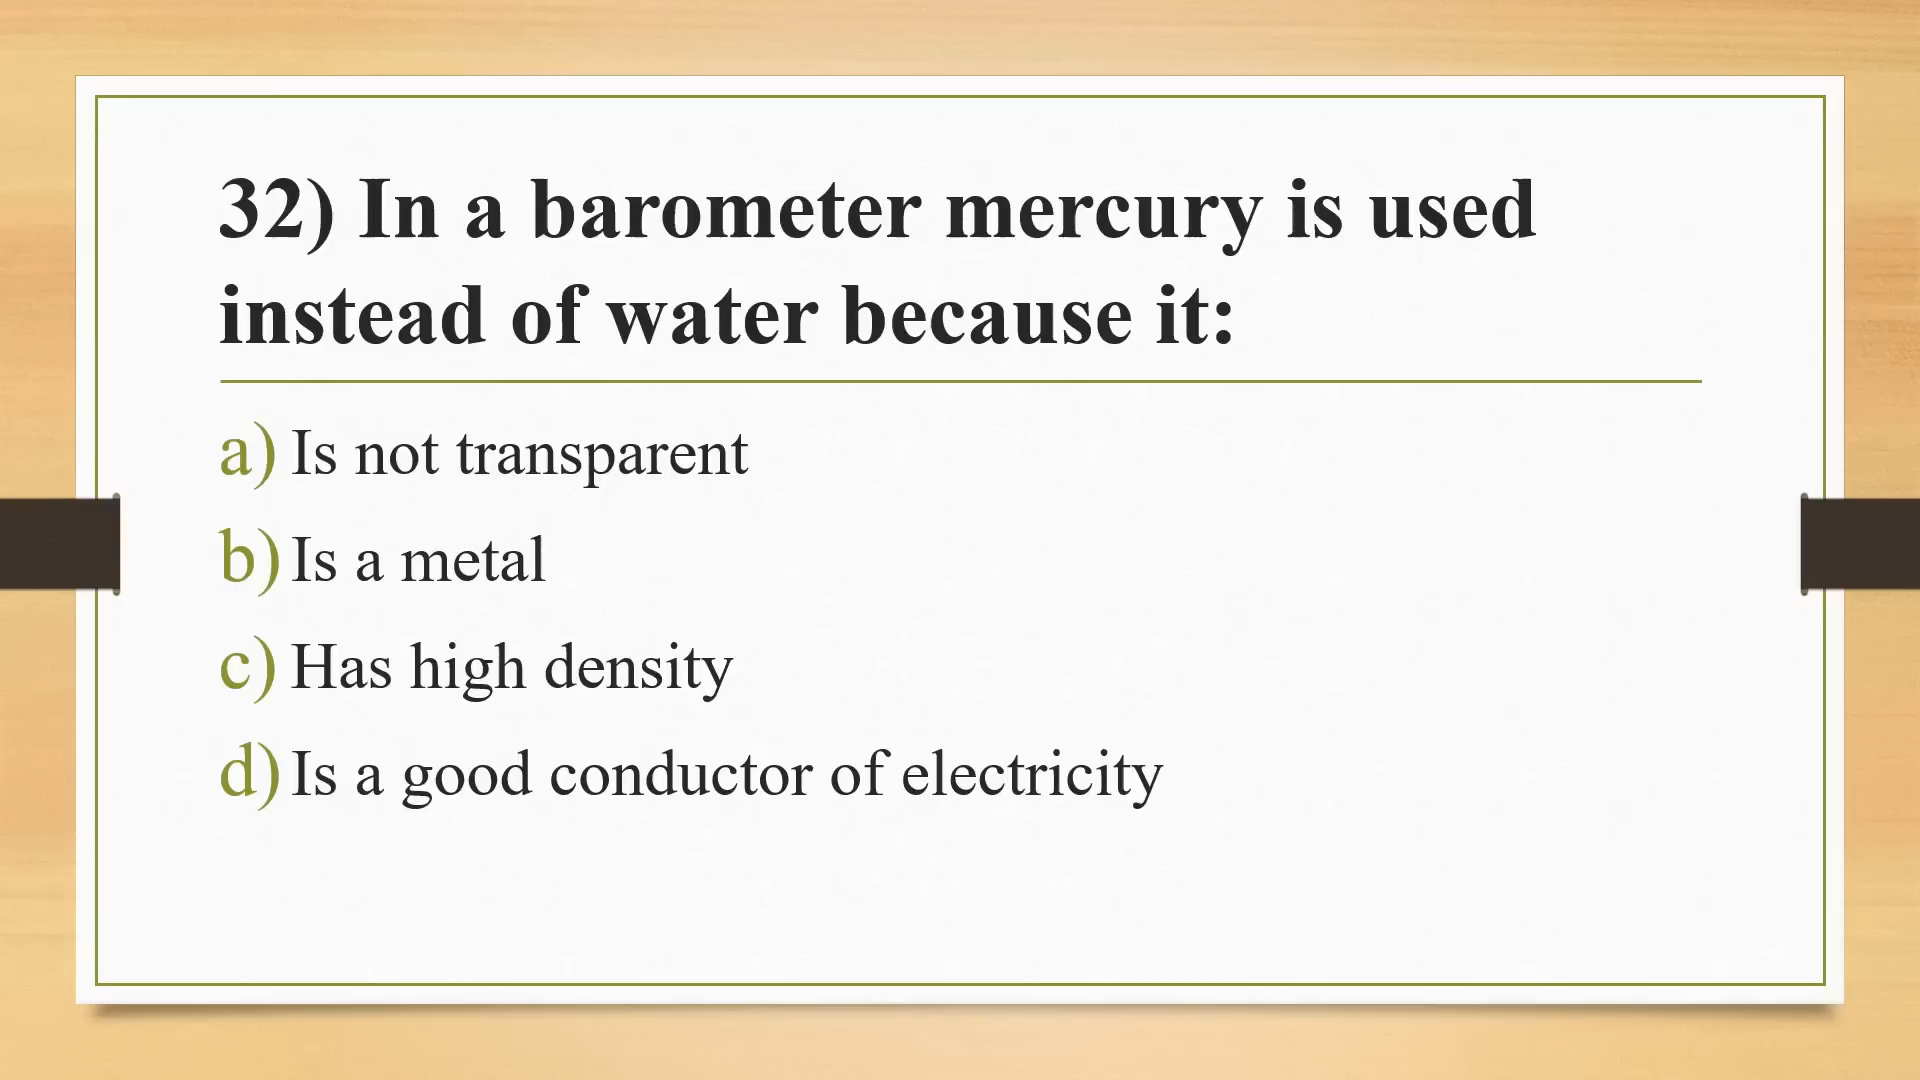 32) In a barometer mercury is used
instead of water because it:
a) Is not transparent
b) Is a metal
c) Has high density
d) Is a good conductor of electricity